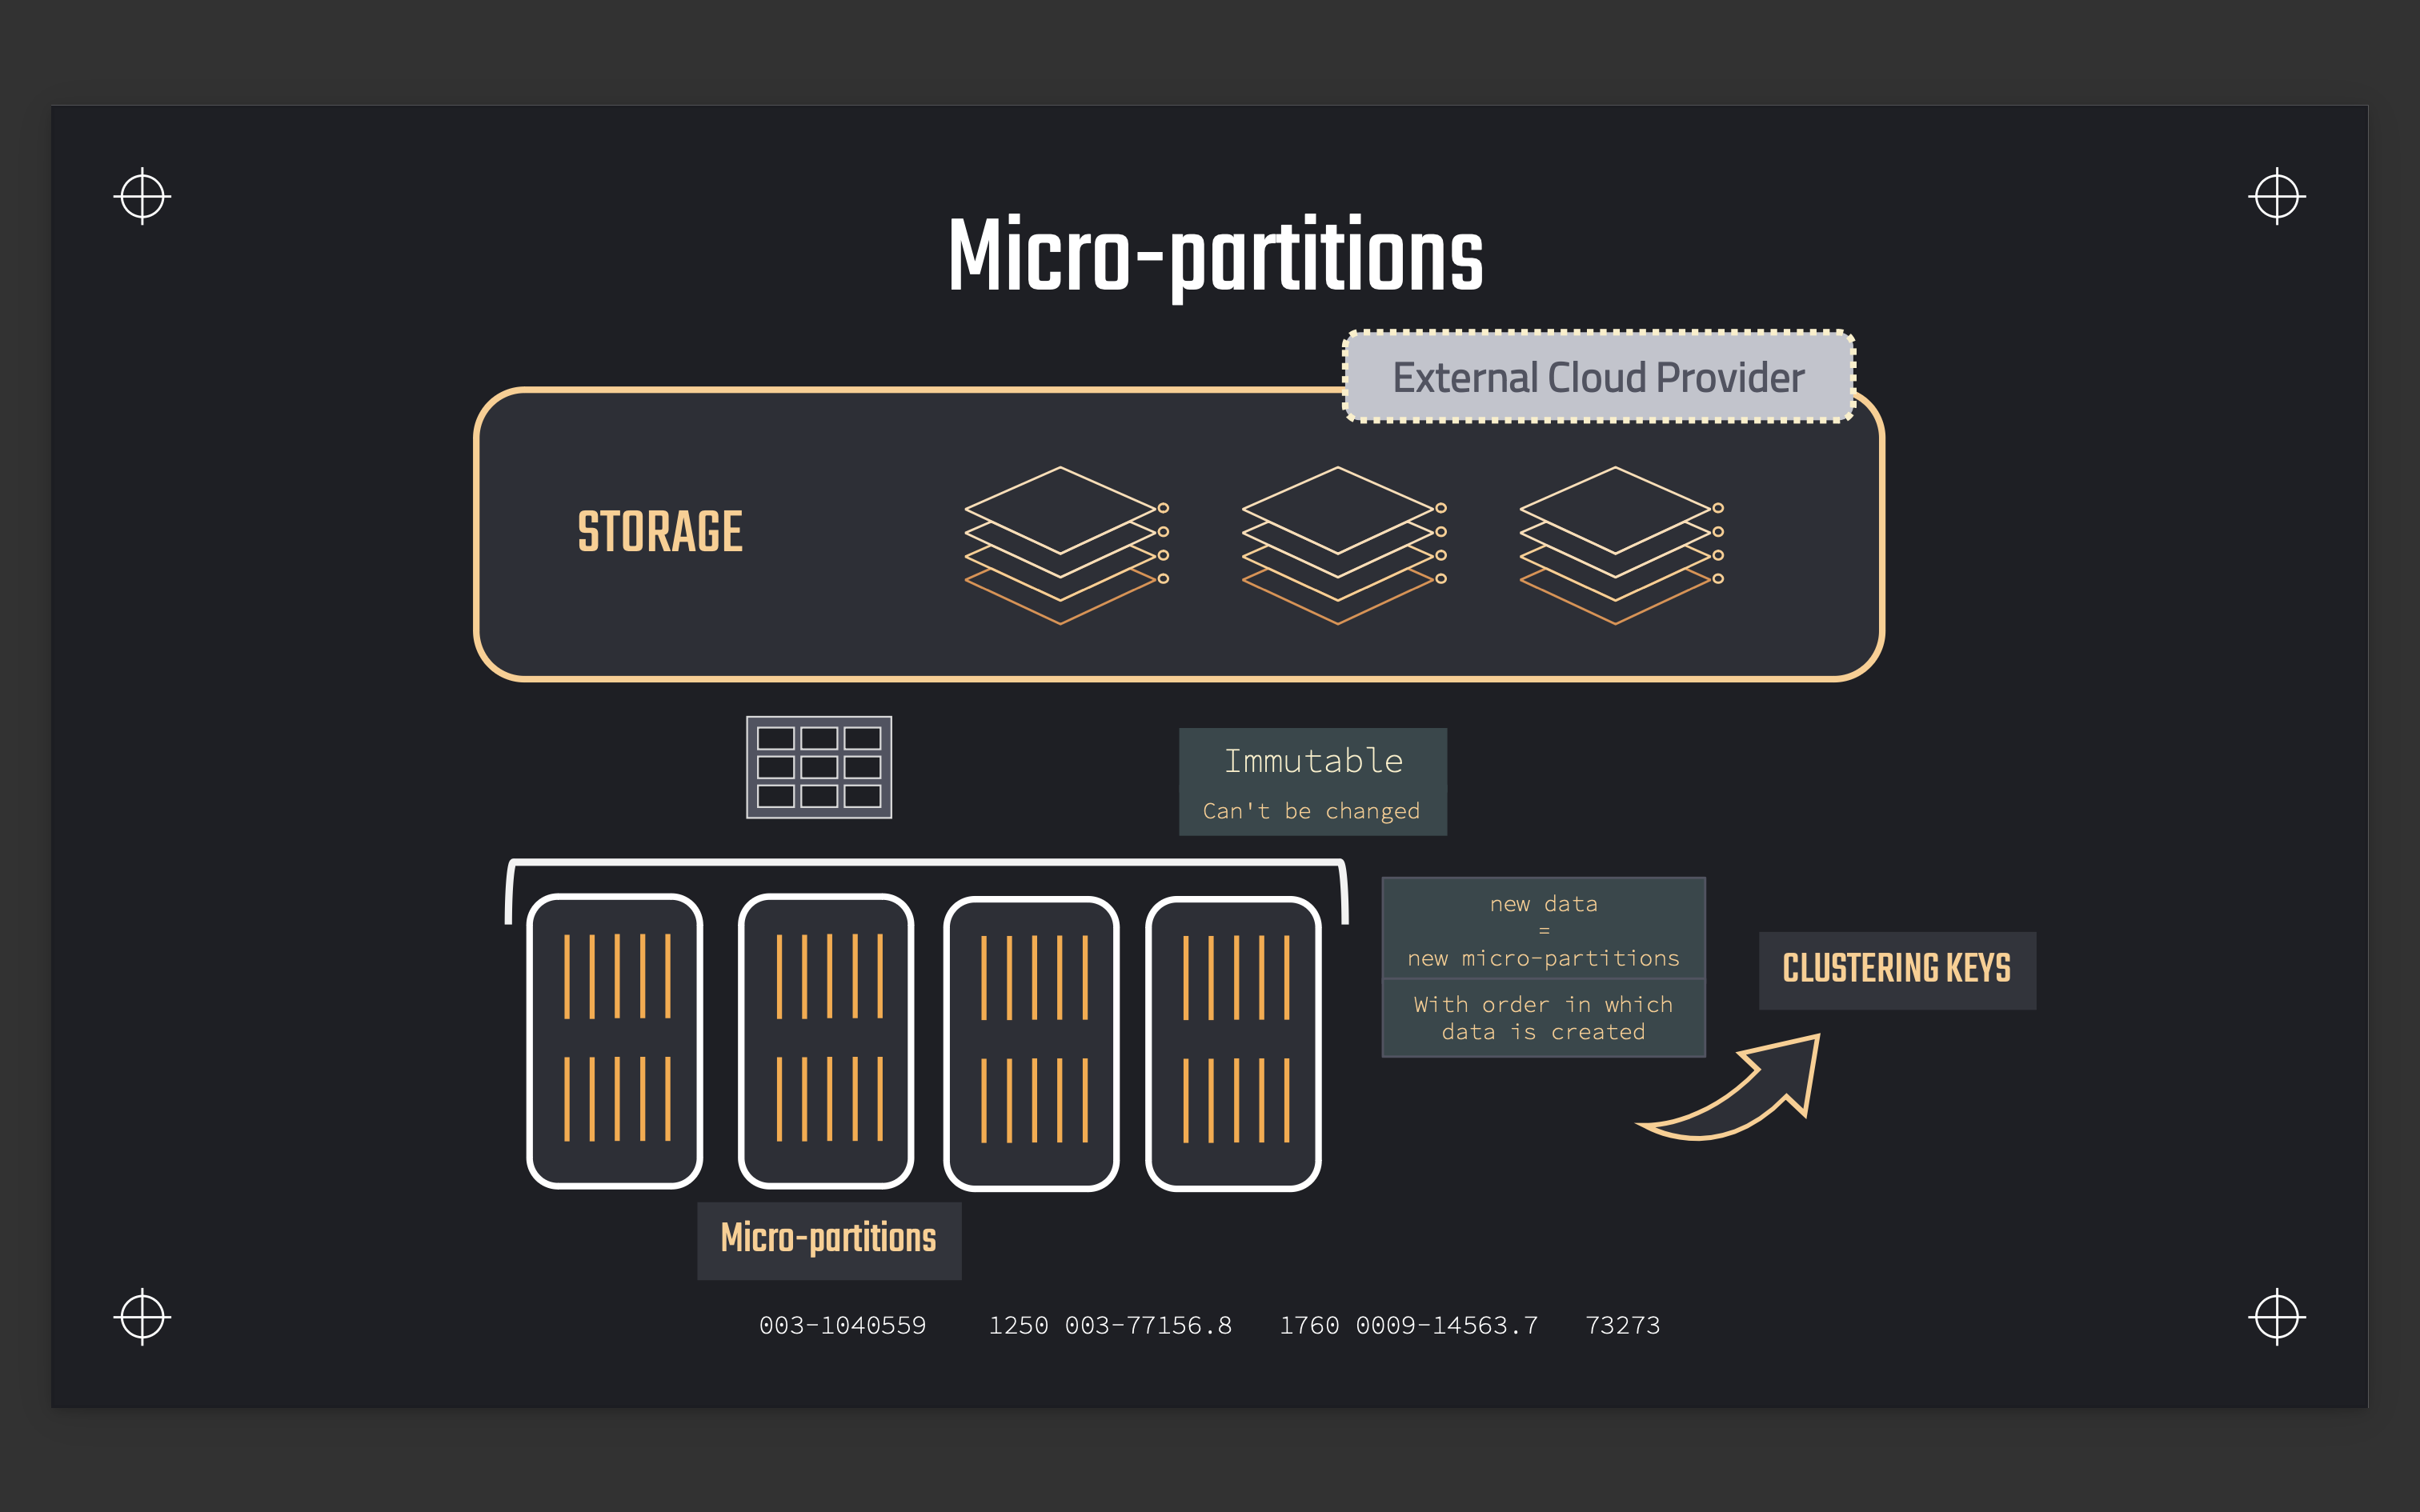 Micro-partitions
External Cloud Provider
STORAGE
Immutable
Can't be changed
new data
=
new micro-partitions
With order in which
data is created
CLUSTERING KEYS
Micro-partitions
003-1040559 1250 003-77156.8 1760 0009-14563.7 73273